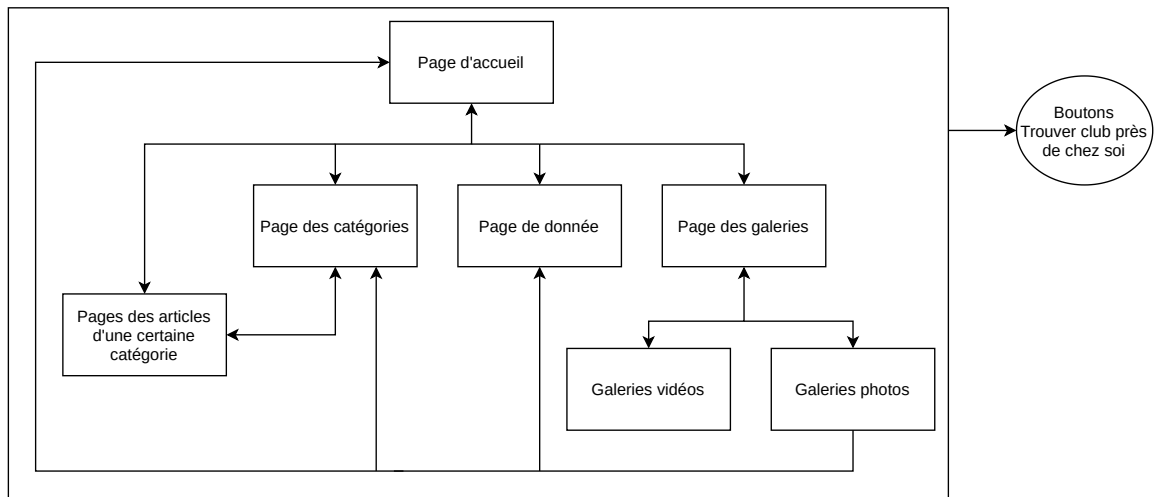 Page d'accueil
Boutons
Trouver club près
de chez soi
Page des catégories
Page de donnée
Page des galeries
Pages des articles
d'une certaine
catégorie
Galeries vidéos
Galeries photos